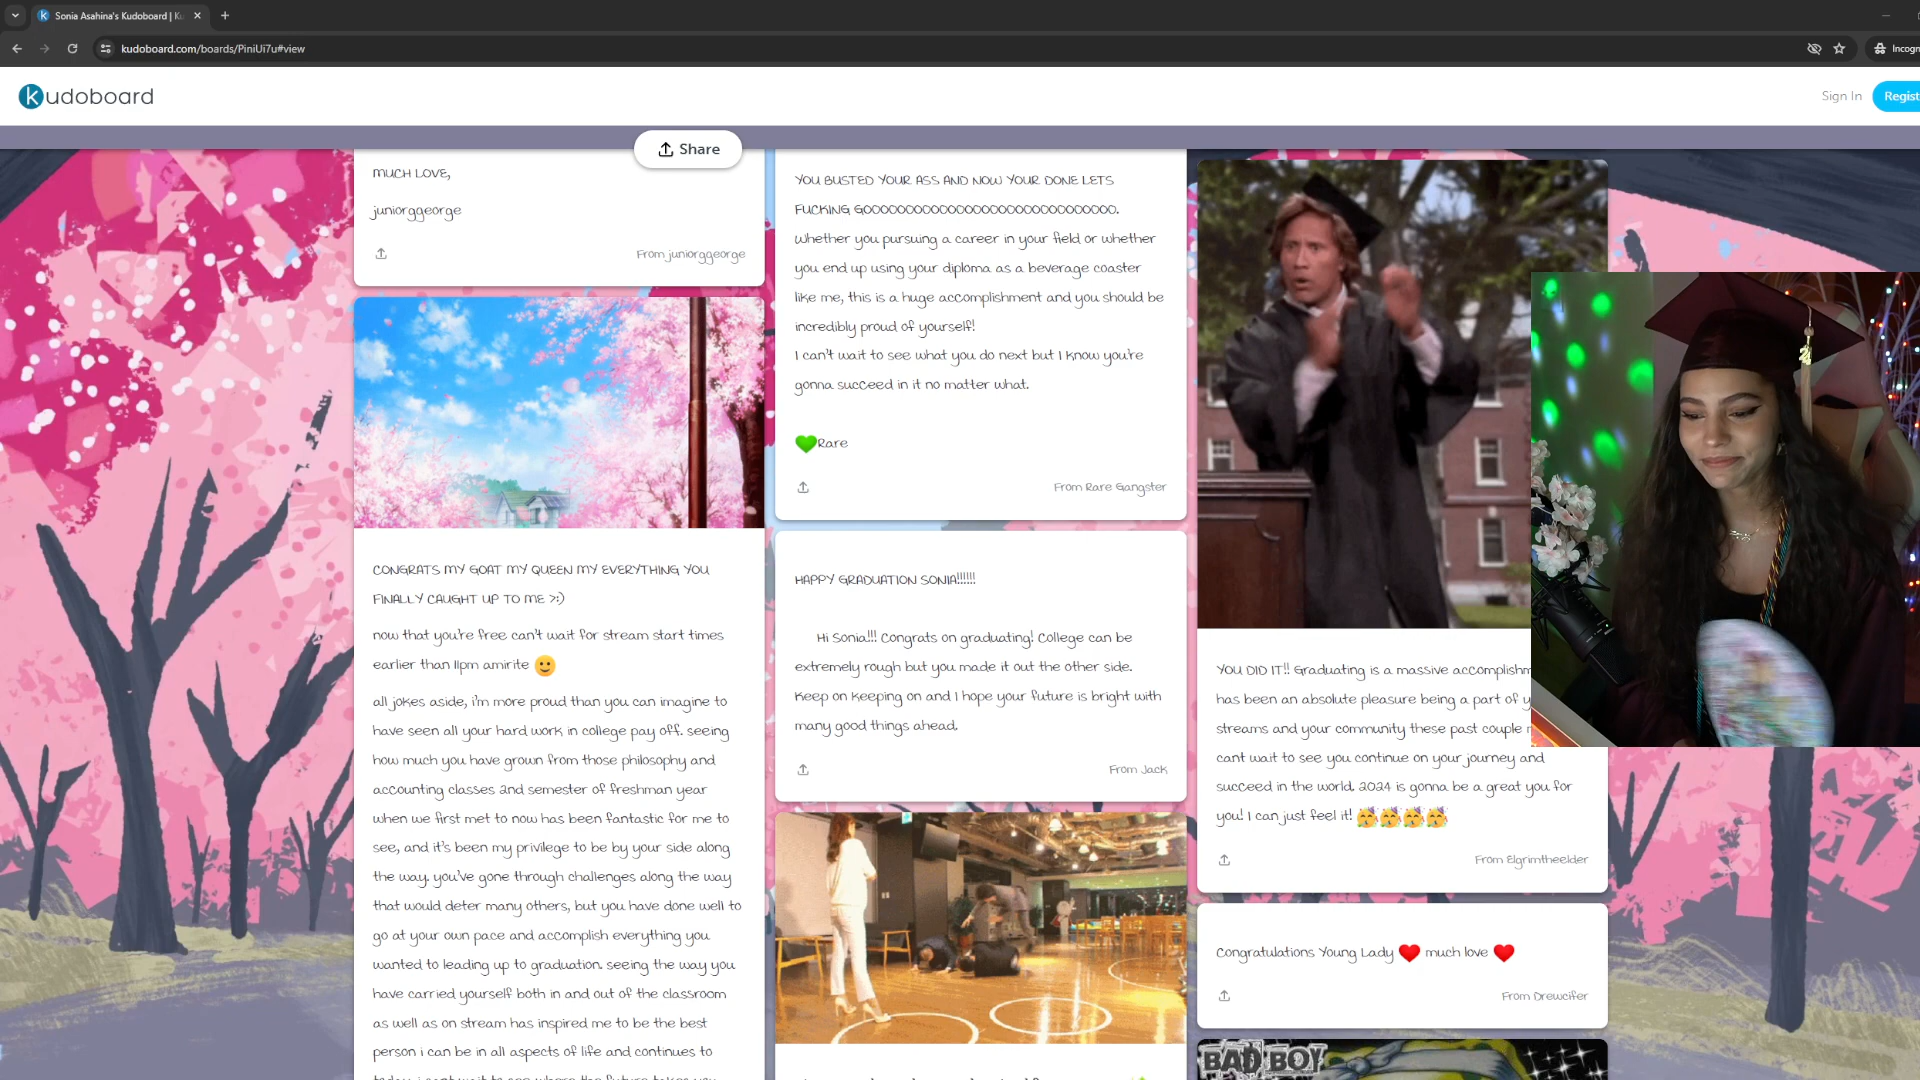 Sonia Asahina's Kudoboard | Ku
kudoboard.com/boards/PiniUi7u#view
Incogn
kudoboard
Sign In
Regist
Share
MUCH LOVE,
juniorggeorge
From juniorggeorge
CONGRATS MY GOAT MY QUEEN MY EVERYTHING YOU
FINALLY CAUGHT UP TO ME >:)
now that you're free can't wait for stream start times
earlier than 11pm amirite 🙂
all jokes aside, i'm more proud than you can imagine to
have seen all your hard work in college pay off. seeing
how much you have grown from those philosophy and
accounting classes 2nd semester of freshman year
when we first met to now has been fantastic for me to
see, and it's been my privilege to be by your side along
the way. you've gone through challenges along the way
that would deter many others, but you have done well to
go at your own pace and accomplish everything you
wanted to leading up to graduation. seeing the way you
have carried yourself both in and out of the classroom
as well as on stream has inspired me to be the best
person i can be in all aspects of life and continues to
YOU BUSTED YOUR ASS AND NOW YOUR DONE LETS
FUCKING GOOOOOOOOOOOOOOOOOOOOOOOOOOOOOO.
Whether you pursuing a career in your field or whether
you end up using your diploma as a beverage coaster
like me, this is a huge accomplishment and you should be
incredibly proud of yourself!
I can't wait to see what you do next but I know you're
gonna succeed in it no matter what.
💚Rare
From Rare Gangster
HAPPY GRADUATION SONIA!!!!!!
Hi Sonia!!! Congrats on graduating! College can be
extremely rough but you made it out the other side.
Keep on keeping on and I hope your future is bright with
many good things ahead.
From Jack
YOU DID IT!! Graduating is a massive accomplishm
has been an absolute pleasure being a part of y
streams and your community these past couple
cant wait to see you continue on your journey and
succeed in the world. 2024 is gonna be a great you for
you! I can just feel it! 🥳🥳🥳🥳
From Elgrimtheelder
Congratulations Young Lady ❤️ much love ❤️
From Drewcifer
BAD BOY